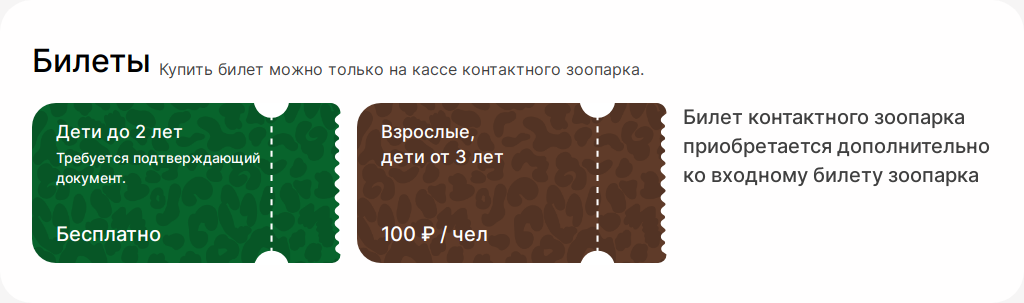 Билеты Купить билет можно только на кассе контактного зоопарка.
Дети до 2 лет
Требуется подтверждающий
документ.
Бесплатно
Взрослые,
дети от 3 лет
100 ₽ / чел
Билет контактного зоопарка
приобретается дополнительно
ко входному билету зоопарка